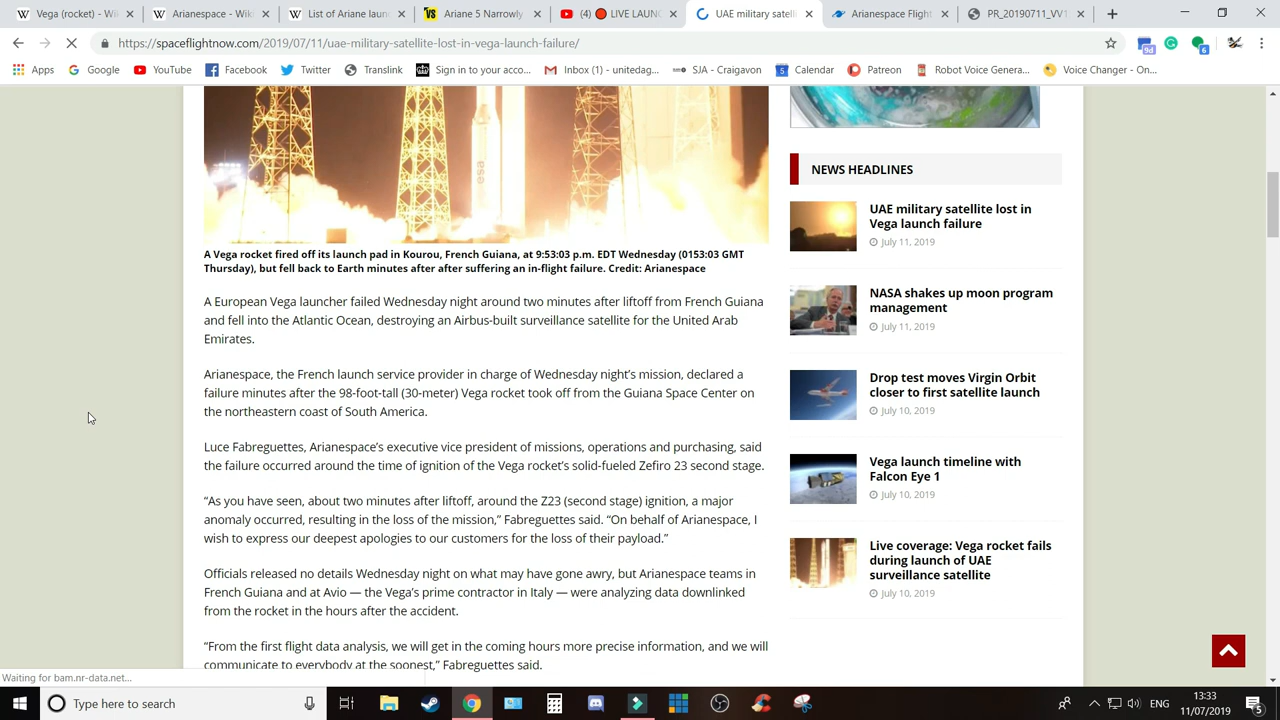 Vega (rocket) - Wik
Arianespace - Wiki
List of Ariane laun
Ariane 5 Narrowly
(4) 🔴 LIVE LAUNC
UAE military satelli
Arianespace Flight
PR_20190711_VV1
https://spaceflightnow.com/2019/07/11/uae-military-satellite-lost-in-vega-launch-failure/
9d
6
Apps Google YouTube Facebook Twitter Translink Sign in to your acco... Inbox (1) - unitedag... SJA - Craigavon Calendar Patreon Robot Voice Genera... Voice Changer - On...
esa
A Vega rocket fired off its launch pad in Kourou, French Guiana, at 9:53:03 p.m. EDT Wednesday (0153:03 GMT
Thursday), but fell back to Earth minutes after after suffering an in-flight failure. Credit: Arianespace
A European Vega launcher failed Wednesday night around two minutes after liftoff from French Guiana
and fell into the Atlantic Ocean, destroying an Airbus-built surveillance satellite for the United Arab
Emirates.
Arianespace, the French launch service provider in charge of Wednesday night's mission, declared a
failure minutes after the 98-foot-tall (30-meter) Vega rocket took off from the Guiana Space Center on
the northeastern coast of South America.
Luce Fabreguettes, Arianespace's executive vice president of missions, operations and purchasing, said
the failure occurred around the time of ignition of the Vega rocket's solid-fueled Zefiro 23 second stage.
“As you have seen, about two minutes after liftoff, around the Z23 (second stage) ignition, a major
anomaly occurred, resulting in the loss of the mission,” Fabreguettes said. “On behalf of Arianespace, I
wish to express our deepest apologies to our customers for the loss of their payload.”
Officials released no details Wednesday night on what may have gone awry, but Arianespace teams in
French Guiana and at Avio — the Vega's prime contractor in Italy — were analyzing data downlinked
from the rocket in the hours after the accident.
“From the first flight data analysis, we will get in the coming hours more precise information, and we will
communicate to everybody at the soonest,” Fabreguettes said.
NEWS HEADLINES
UAE military satellite lost in
Vega launch failure
July 11, 2019
NASA shakes up moon program
management
July 11, 2019
Drop test moves Virgin Orbit
closer to first satellite launch
July 10, 2019
Vega launch timeline with
Falcon Eye 1
July 10, 2019
Live coverage: Vega rocket fails
during launch of UAE
surveillance satellite
July 10, 2019
Waiting for bam.nr-data.net...
Type here to search
ENG
13:33
11/07/2019
5